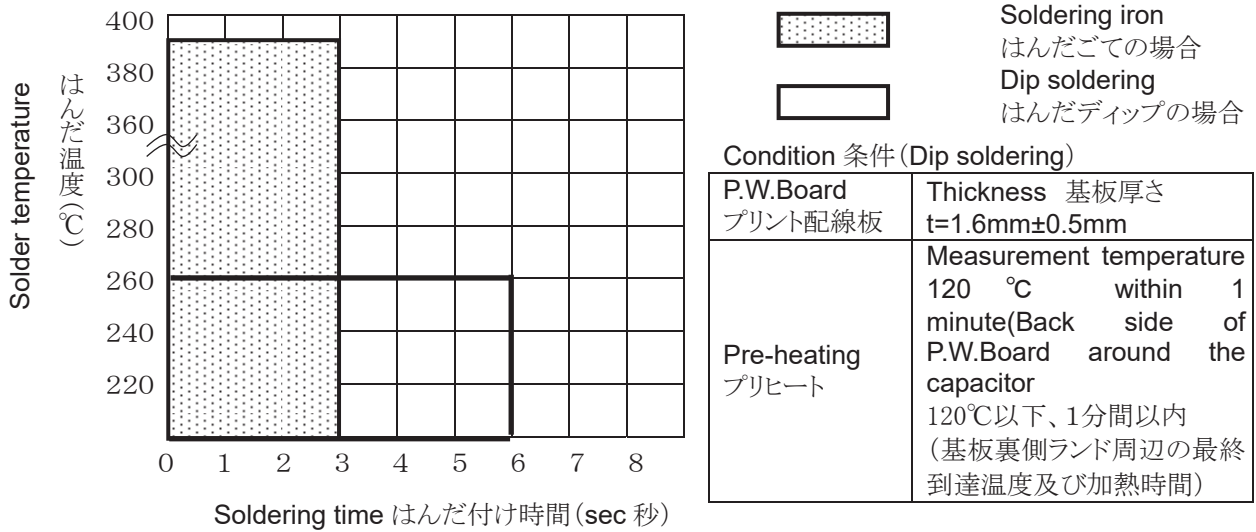 Solder temperature
はんだ温度(℃)
400
380
360
300
280
260
240
220
0 1 2 3 4 5 6 7 8
Soldering time はんだ付け時間(sec 秒)
Soldering iron
はんだごての場合
Dip soldering
はんだディップの場合
Condition 条件(Dip soldering)
P.W.Board
プリント配線板
Thickness 基板厚さ
t=1.6mm±0.5mm
Pre-heating
プリヒート
Measurement temperature
120 ℃ within 1
minute(Back side of
P.W.Board around the
capacitor
120℃以下、1分間以内
(基板裏側ランド周辺の最終
到達温度及び加熱時間)